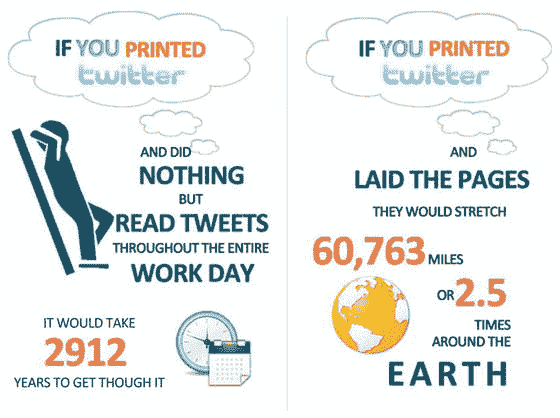 IF YOU PRINTED
twitter
AND DID
NOTHING
BUT
READ TWEETS
THROUGHOUT THE ENTIRE
WORK DAY
IT WOULD TAKE
2912
YEARS TO GET THOUGH IT
IF YOU PRINTED
twitter
AND
LAID THE PAGES
THEY WOULD STRETCH
60,763 MILES
OR 2.5
TIMES
AROUND THE
EARTH